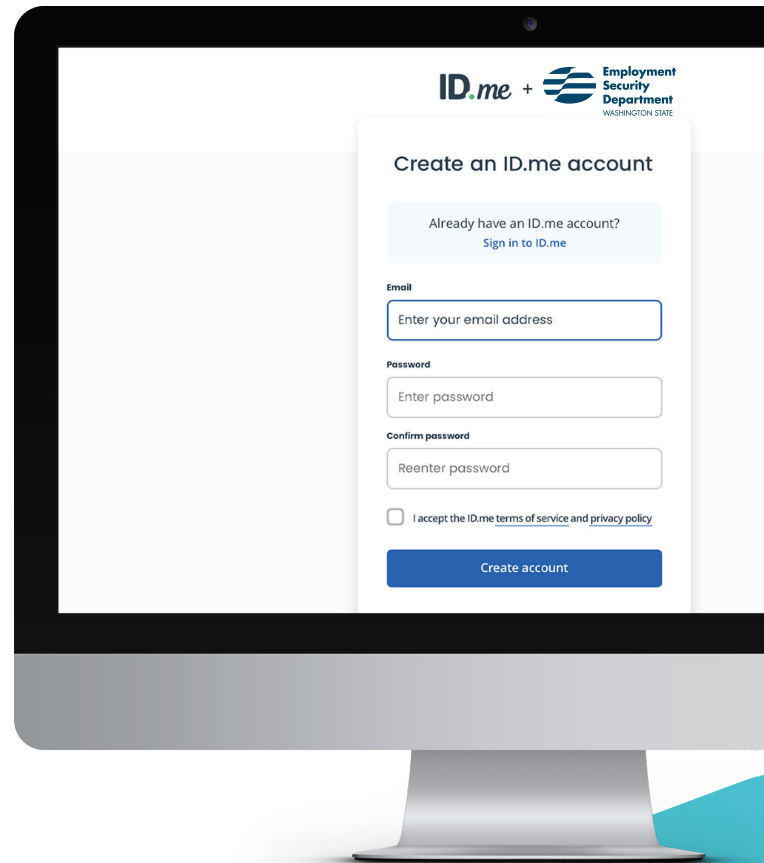 ID.me + Employment
Security
Department
WASHINGTON STATE
Create an ID.me account
Already have an ID.me account?
Sign in to ID.me
Email
Enter your email address
Password
Enter password
Confirm password
Reenter password
I accept the ID.me terms of service and privacy policy
Create account